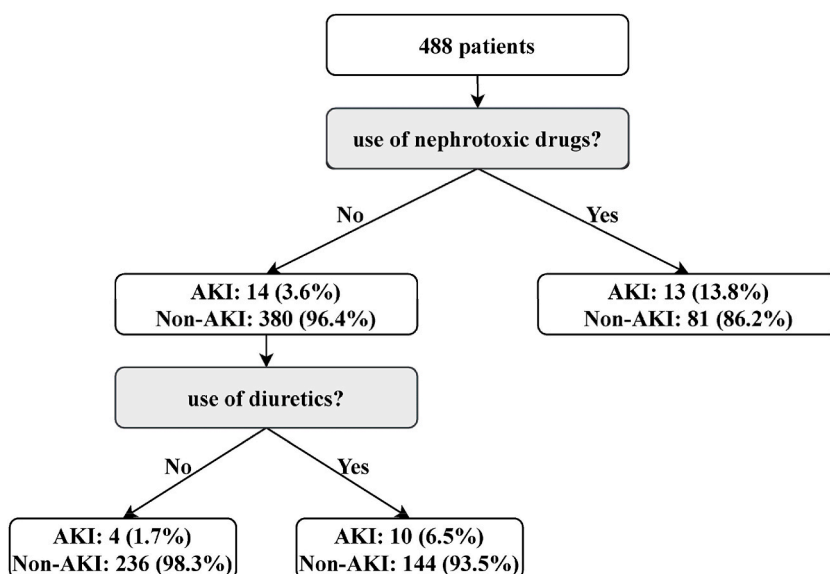 488 patients
use of nephrotoxic drugs?
No
Yes
AKI: 14 (3.6%)
Non-AKI: 380 (96.4%)
AKI: 13 (13.8%)
Non-AKI: 81 (86.2%)
use of diuretics?
No
Yes
AKI: 4 (1.7%)
Non-AKI: 236 (98.3%)
AKI: 10 (6.5%)
Non-AKI: 144 (93.5%)